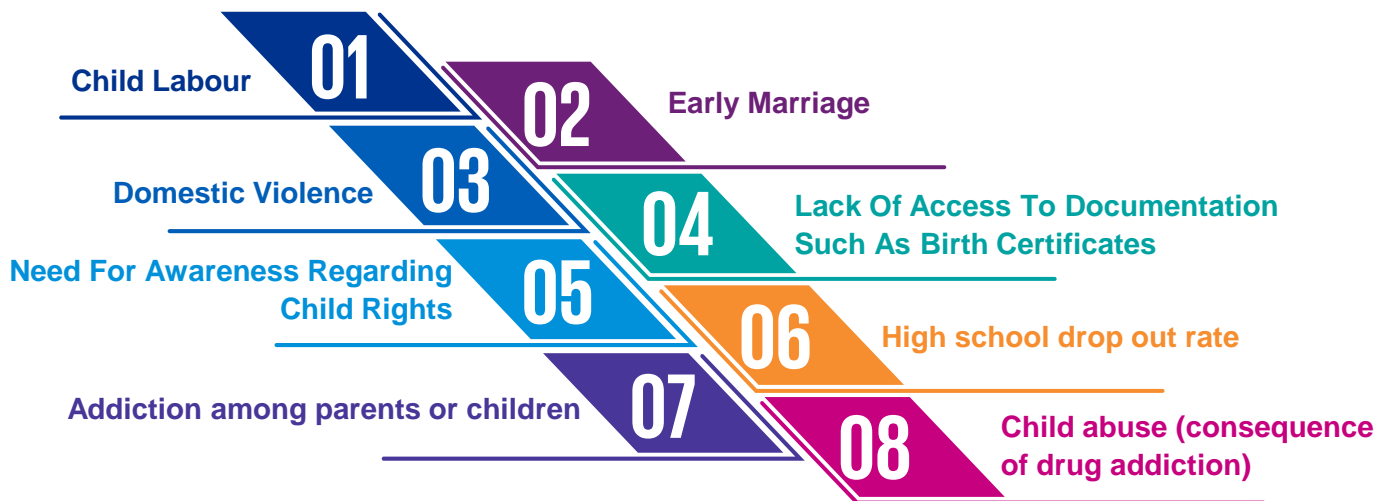 01
Child Labour
02
Early Marriage
03
Domestic Violence
04
Lack Of Access To Documentation
Such As Birth Certificates
05
Need For Awareness Regarding
Child Rights
06
High school drop out rate
07
Addiction among parents or children
08
Child abuse (consequence
of drug addiction)